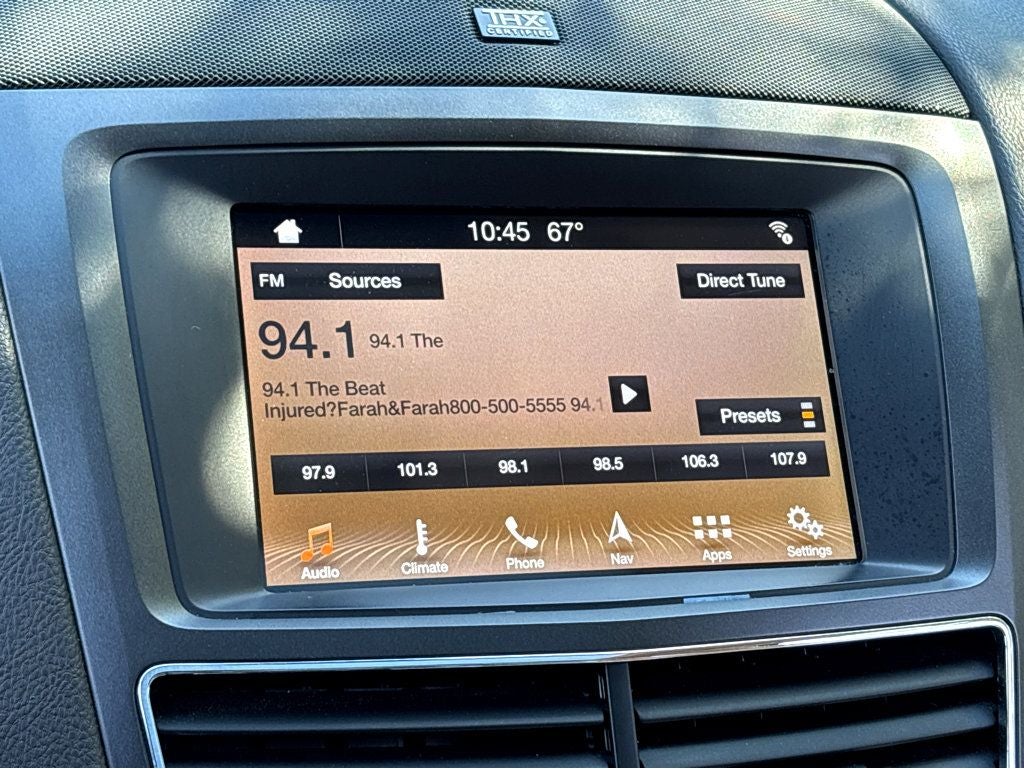 THX
CERTIFIED
10:45 67°
FM Sources
Direct Tune
94.1 94.1 The
94.1 The Beat
Injured?Farah&Farah800-500-5555 94.1
Presets
97.9 101.3 98.1 98.5 106.3 107.9
Audio Climate Phone Nav Apps Settings